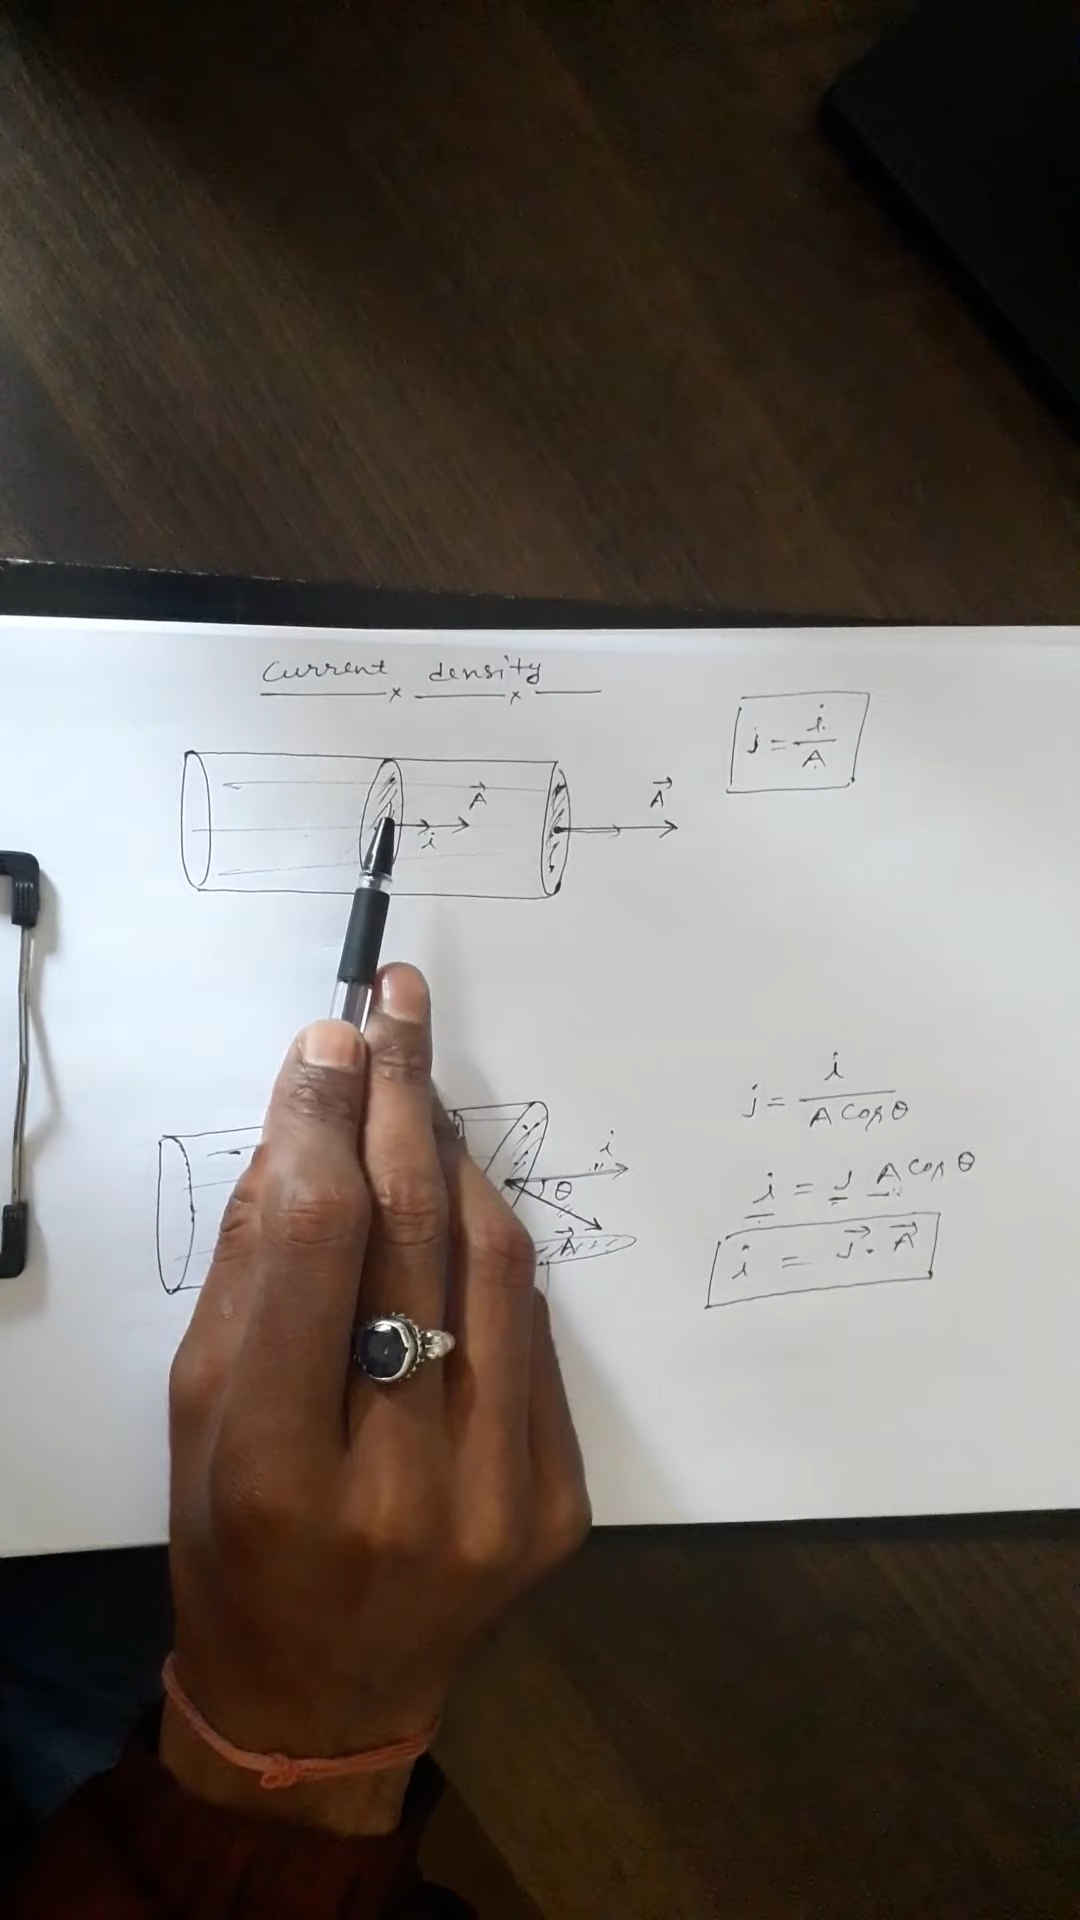 Current density
j = i / A
A
A
i
j = i / A Cos θ
i
i = J A Cos θ
θ
A
i = J . A